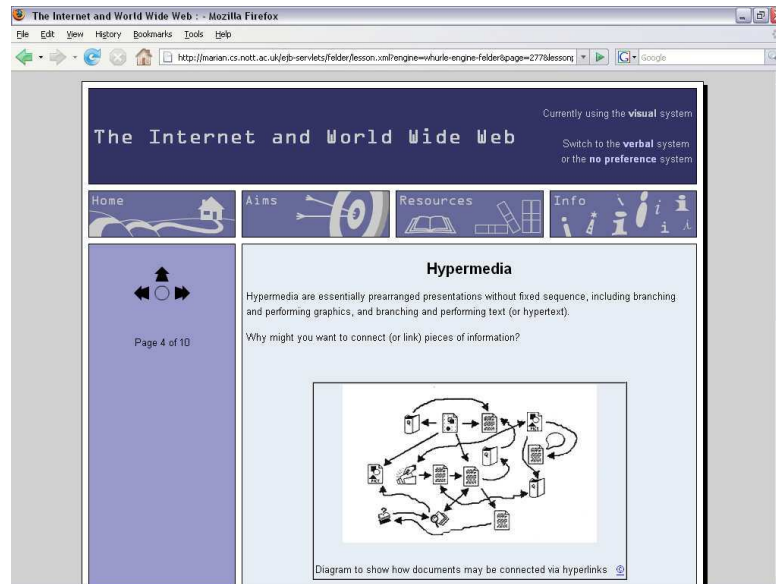 The Internet and World Wide Web : - Mozilla Firefox
File Edit View History Bookmarks Tools Help
http://marian.cs.nott.ac.uk/ejb-servlets/felder/lesson.xml?engine=whurle-engine-felder&page=277&lesson
Google
The Internet and World Wide Web
Currently using the visual system
Switch to the verbal system
or the no preference system
Home
Aims
Resources
Info
Page 4 of 10
Hypermedia
Hypermedia are essentially prearranged presentations without fixed sequence, including branching
and performing graphics, and branching and performing text (or hypertext).
Why might you want to connect (or link) pieces of information?
Diagram to show how documents may be connected via hyperlinks ©